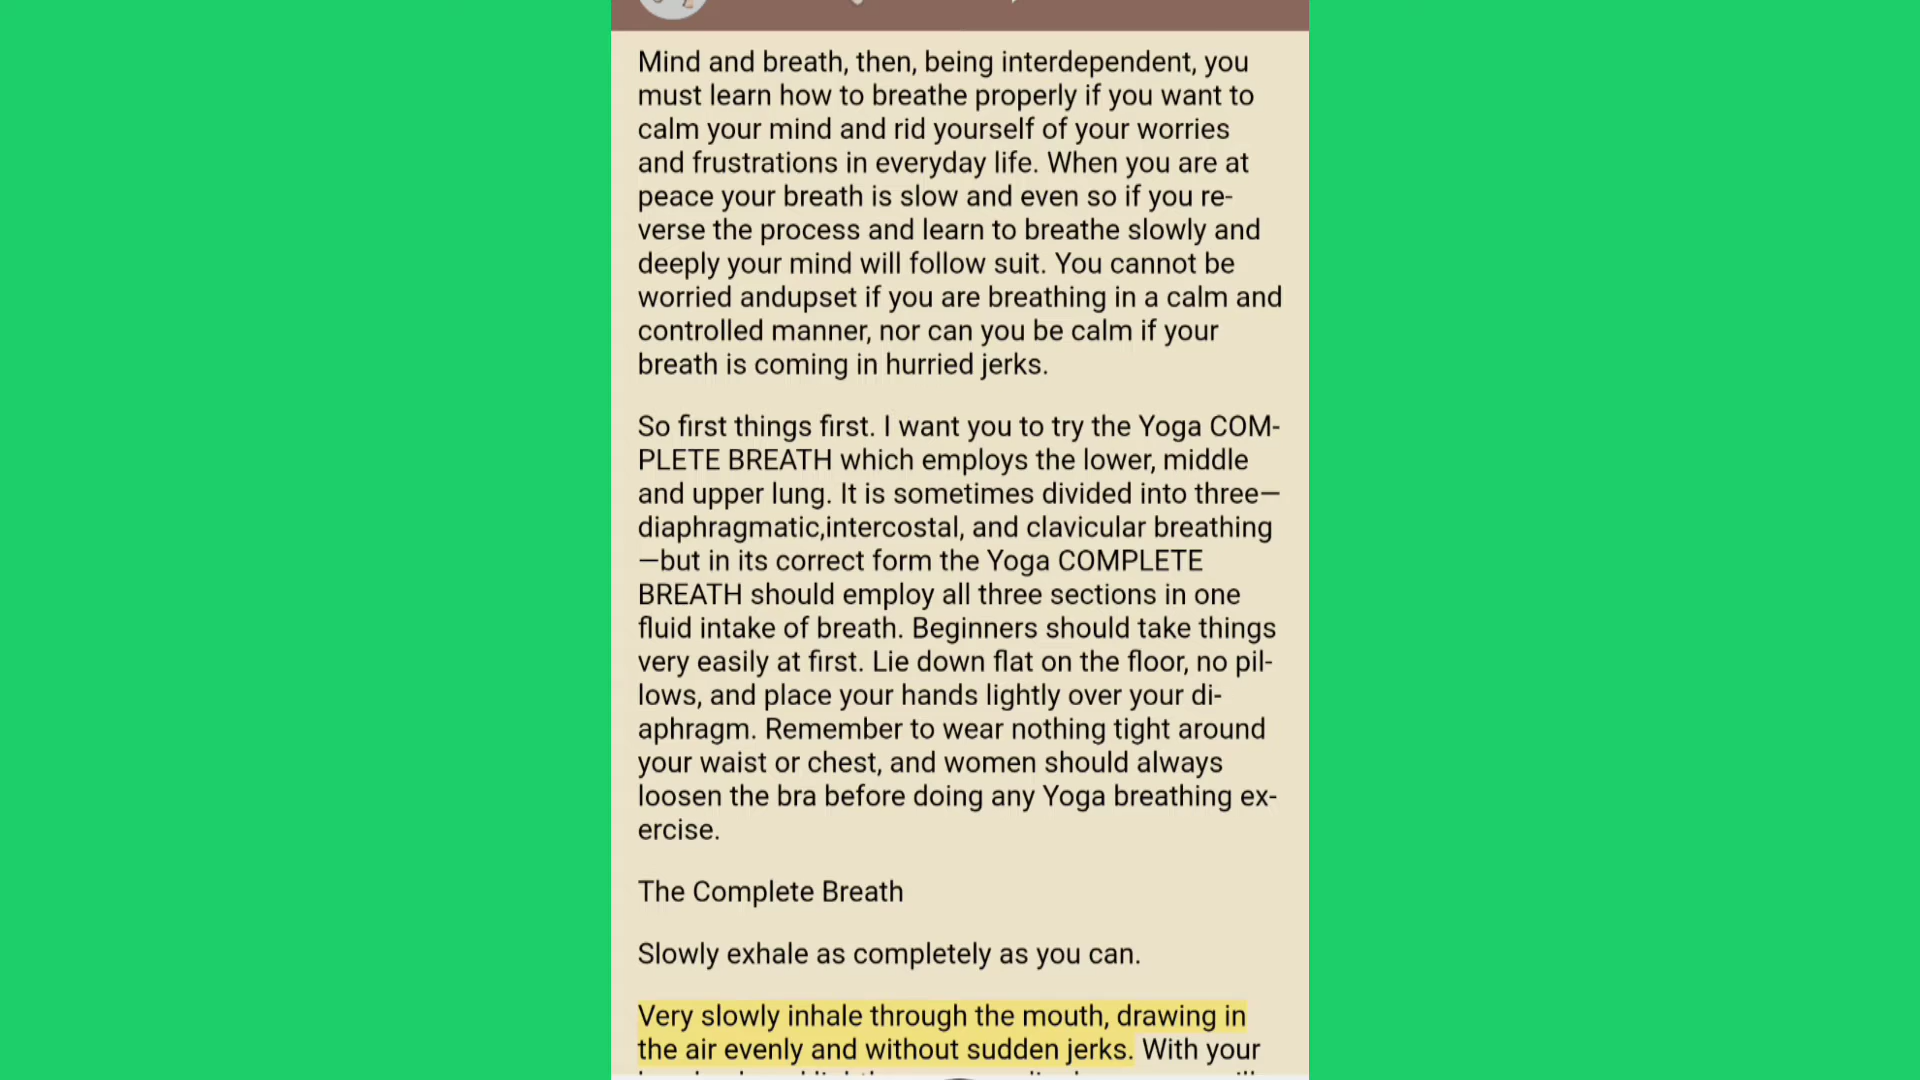 Mind and breath, then, being interdependent, you
must learn how to breathe properly if you want to
calm your mind and rid yourself of your worries
and frustrations in everyday life. When you are at
peace your breath is slow and even so if you re-
verse the process and learn to breathe slowly and
deeply your mind will follow suit. You cannot be
worried andupset if you are breathing in a calm and
controlled manner, nor can you be calm if your
breath is coming in hurried jerks.
So first things first. I want you to try the Yoga COM-
PLETE BREATH which employs the lower, middle
and upper lung. It is sometimes divided into three—
diaphragmatic,intercostal, and clavicular breathing
—but in its correct form the Yoga COMPLETE
BREATH should employ all three sections in one
fluid intake of breath. Beginners should take things
very easily at first. Lie down flat on the floor, no pil-
lows, and place your hands lightly over your di-
aphragm. Remember to wear nothing tight around
your waist or chest, and women should always
loosen the bra before doing any Yoga breathing ex-
ercise.
The Complete Breath
Slowly exhale as completely as you can.
Very slowly inhale through the mouth, drawing in
the air evenly and without sudden jerks. With your